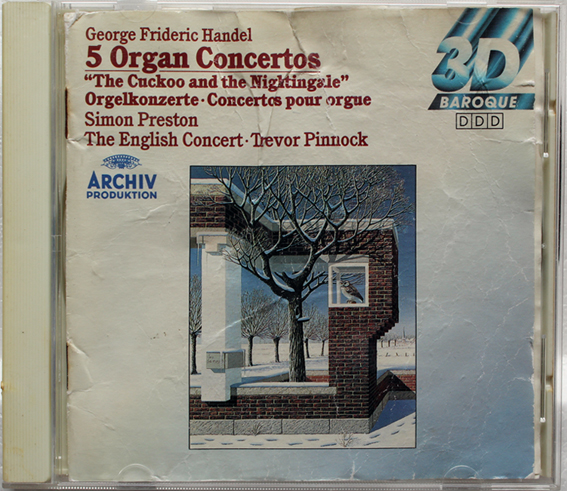 George Frideric Handel
5 Organ Concertos
“The Cuckoo and the Nightingale”
Orgelkonzerte · Concertos pour orgue
Simon Preston
The English Concert · Trevor Pinnock
3D
BAROQUE
DDD
ARCHIV
PRODUKTION